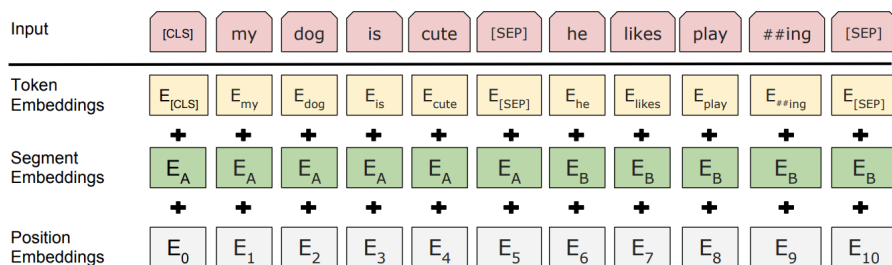 Input [CLS] my dog is cute [SEP] he likes play ##ing [SEP]
Token Embeddings E[CLS] Emy Edog Eis Ecute E[SEP] Ehe Elikes Eplay E##ing E[SEP]
+ + + + + + + + + + +
Segment Embeddings EA EA EA EA EA EA EB EB EB EB EB
+ + + + + + + + + + +
Position Embeddings E0 E1 E2 E3 E4 E5 E6 E7 E8 E9 E10